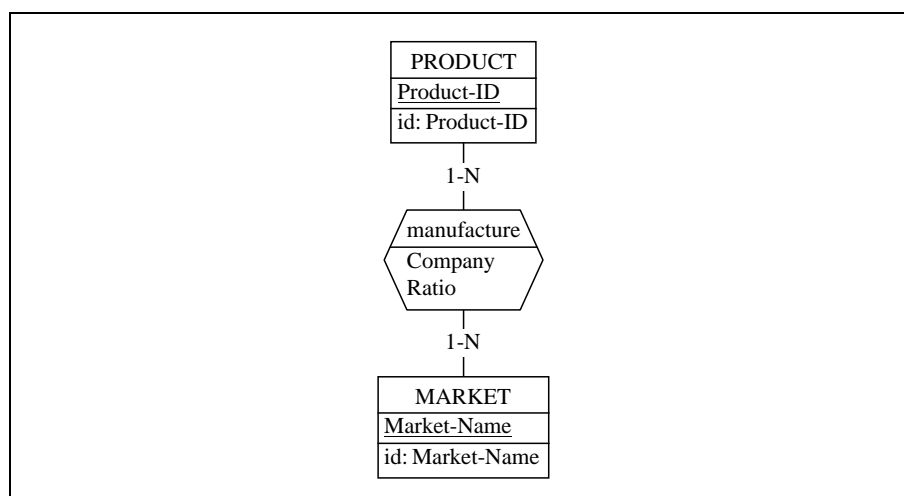 PRODUCT
Product-ID
id: Product-ID
1-N
manufacture
Company
Ratio
1-N
MARKET
Market-Name
id: Market-Name